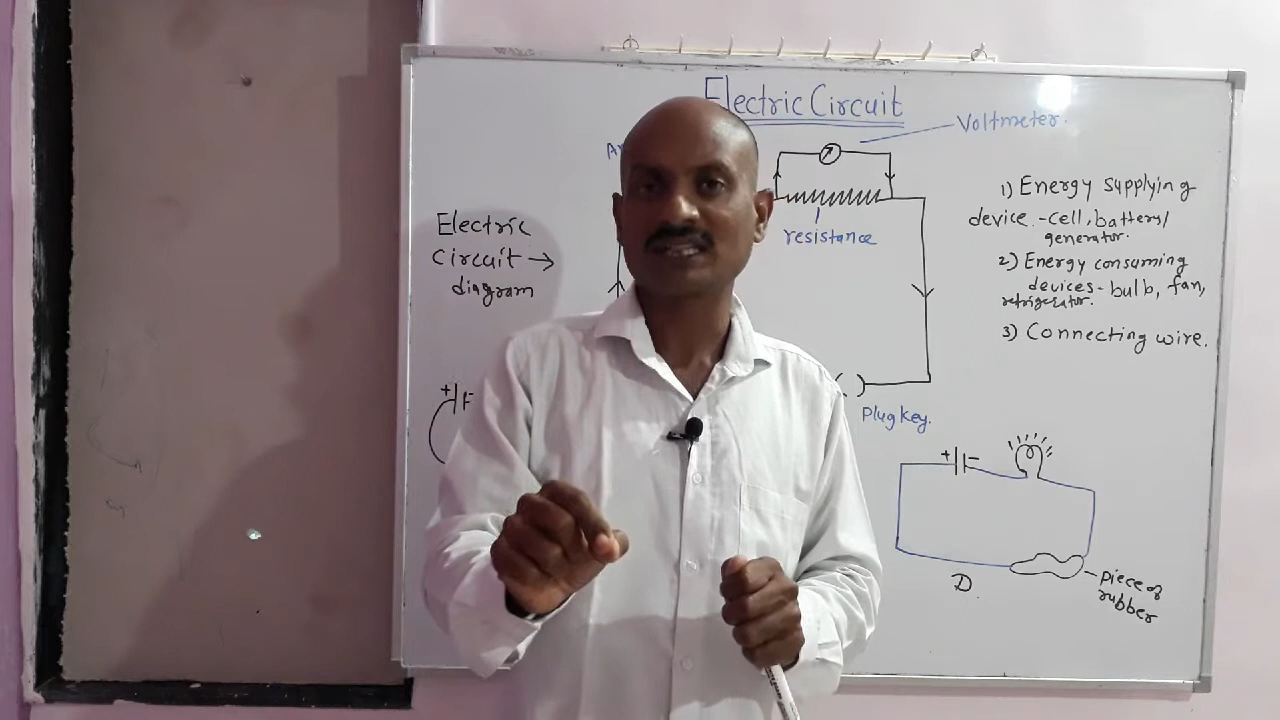 Electric Circuit
Voltmeter.
Electric
circuit →
diagram
resistance
1) Energy supplying
device - cell, battery/
generator.
2) Energy consuming
devices - bulb, fan,
refrigerator.
3) Connecting wire.
+
Plug key.
+ -
D
piece of
rubber